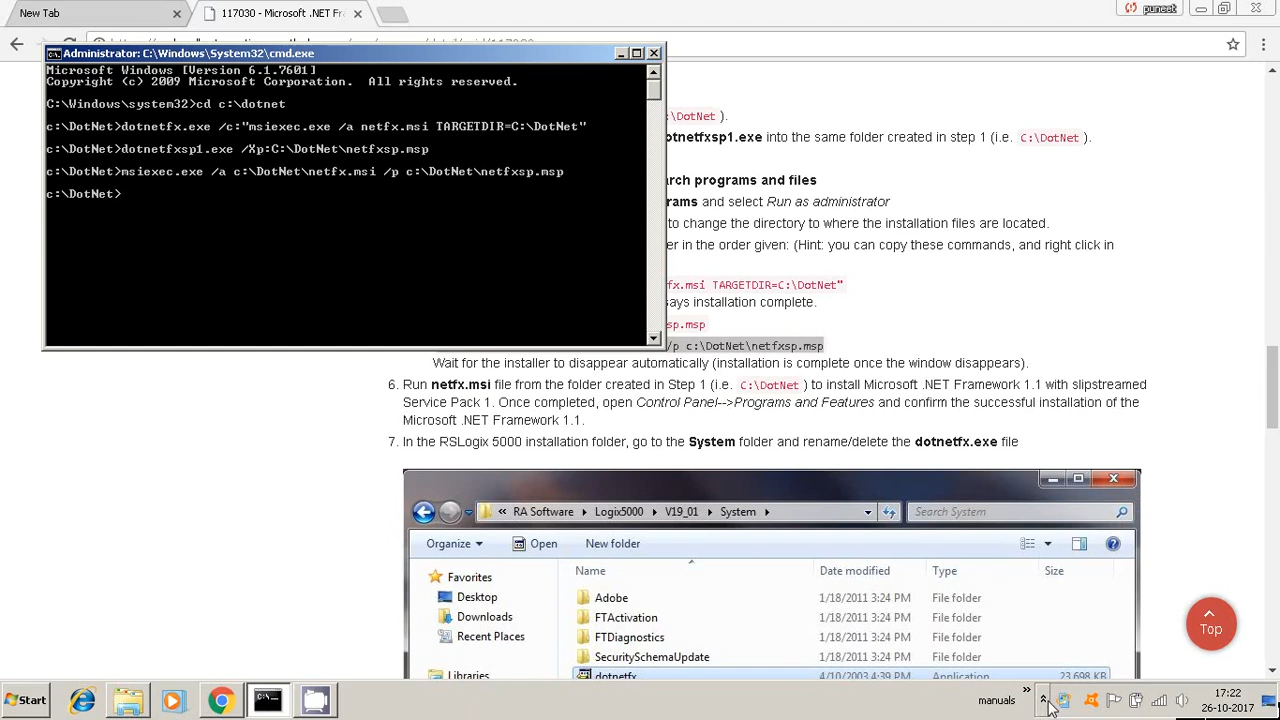 New Tab
117030 - Microsoft .NET Fr
puneet
Administrator: C:\Windows\System32\cmd.exe
Microsoft Windows [Version 6.1.7601]
Copyright (c) 2009 Microsoft Corporation. All rights reserved.
C:\Windows\system32>cd c:\dotnet
c:\DotNet>dotnetfx.exe /c:"msiexec.exe /a netfx.msi TARGETDIR=C:\DotNet"
c:\DotNet>dotnetfxsp1.exe /Xp:C:\DotNet\netfxsp.msp
c:\DotNet>msiexec.exe /a c:\DotNet\netfx.msi /p c:\DotNet\netfxsp.msp
c:\DotNet>
:\DotNet ).
otnetfxsp1.exe into the same folder created in step 1 (i.e. C:\DotNet ).
arch programs and files
rams and select Run as administrator
to change the directory to where the installation files are located.
er in the order given: (Hint: you can copy these commands, and right click in
fx.msi TARGETDIR=C:\DotNet"
says installation complete.
sp.msp
/p c:\DotNet\netfxsp.msp
Wait for the installer to disappear automatically (installation is complete once the window disappears).
6. Run netfx.msi file from the folder created in Step 1 (i.e. C:\DotNet ) to install Microsoft .NET Framework 1.1 with slipstreamed
Service Pack 1. Once completed, open Control Panel-->Programs and Features and confirm the successful installation of the
Microsoft .NET Framework 1.1.
7. In the RSLogix 5000 installation folder, go to the System folder and rename/delete the dotnetfx.exe file
« RA Software Logix5000 V19_01 System
Search System
Organize Open New folder
Name Date modified Type Size
Favorites
Desktop
Downloads
Recent Places
Libraries
Adobe 1/18/2011 3:24 PM File folder
FTActivation 1/18/2011 3:24 PM File folder
FTDiagnostics 1/18/2011 3:24 PM File folder
SecuritySchemaUpdate 1/18/2011 3:24 PM File folder
dotnetfx 4/10/2003 4:39 PM Application 23,698 KB
Top
Start
manuals
17:22
26-10-2017